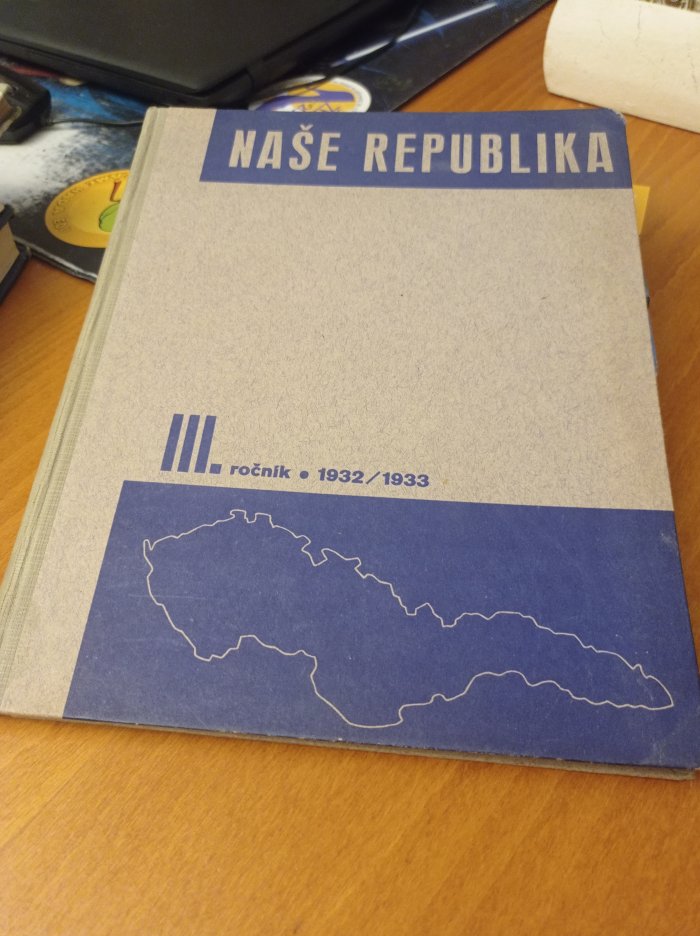 NAŠE REPUBLIKA
III. ročník • 1932/1933